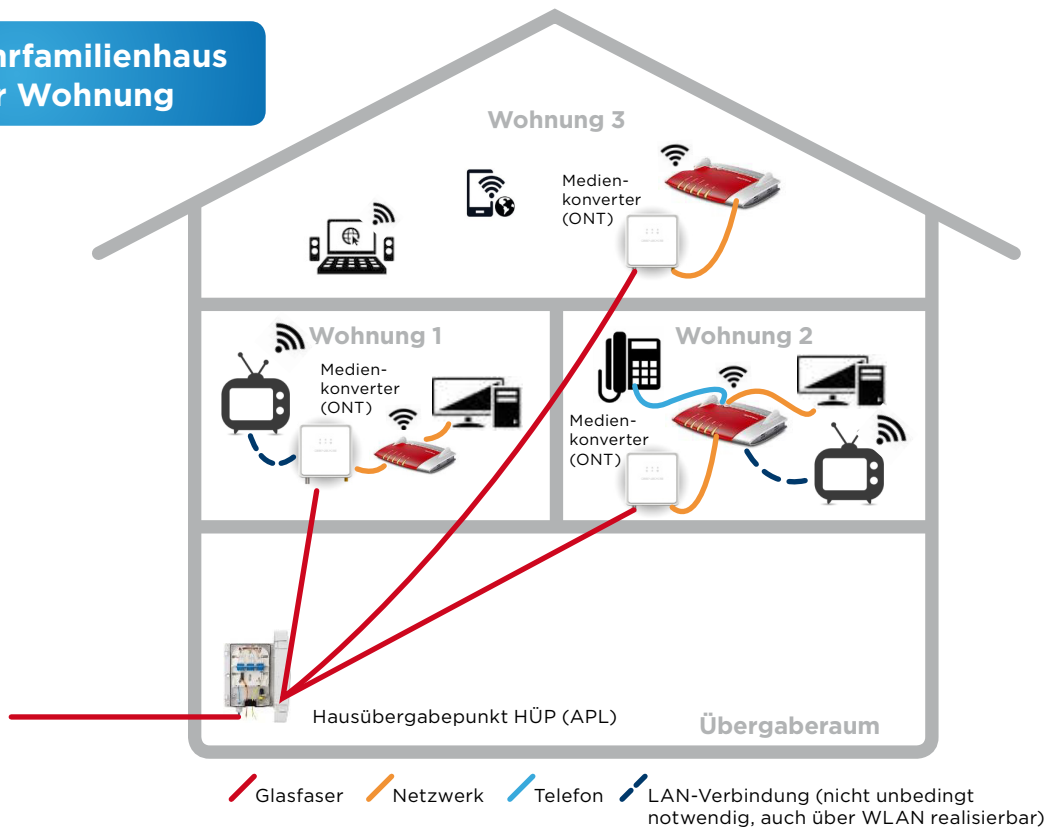 hrfamilienhaus
r Wohnung
Wohnung 3
Medien-
konverter
(ONT)
Wohnung 1
Medien-
konverter
(ONT)
Wohnung 2
Medien-
konverter
(ONT)
Hausübergabepunkt HÜP (APL)
Übergaberaum
Glasfaser
Netzwerk
Telefon
LAN-Verbindung (nicht unbedingt
notwendig, auch über WLAN realisierbar)